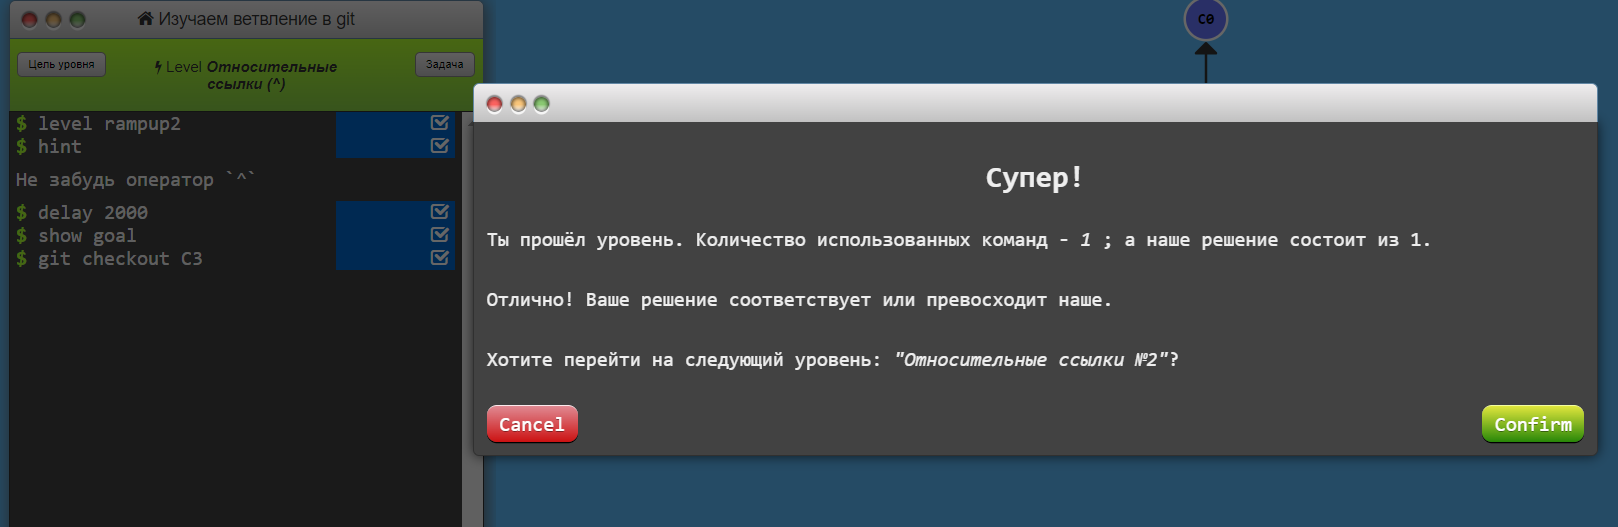 Изучаем ветвление в git
Цель уровня
Level Относительные
ссылки (^)
Задача
$ level rampup2
$ hint
Не забудь оператор `^`
$ delay 2000
$ show goal
$ git checkout C3
C0
Супер!
Ты прошёл уровень. Количество использованных команд - 1 ; а наше решение состоит из 1.
Отлично! Ваше решение соответствует или превосходит наше.
Хотите перейти на следующий уровень: "Относительные ссылки №2"?
Cancel
Confirm